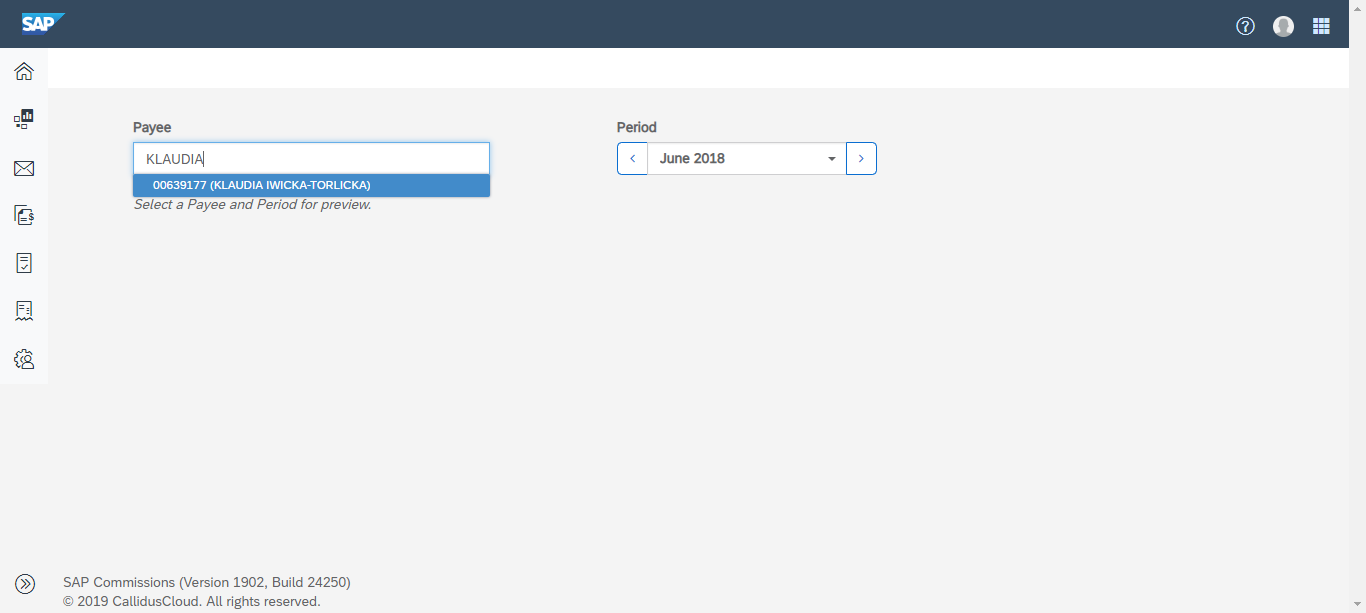 SAP
Payee
Period
KLAUDIA
June 2018
00639177 (KLAUDIA IWICKA-TORLICKA)
Select a Payee and Period for preview.
SAP Commissions (Version 1902, Build 24250)
© 2019 CallidusCloud. All rights reserved.